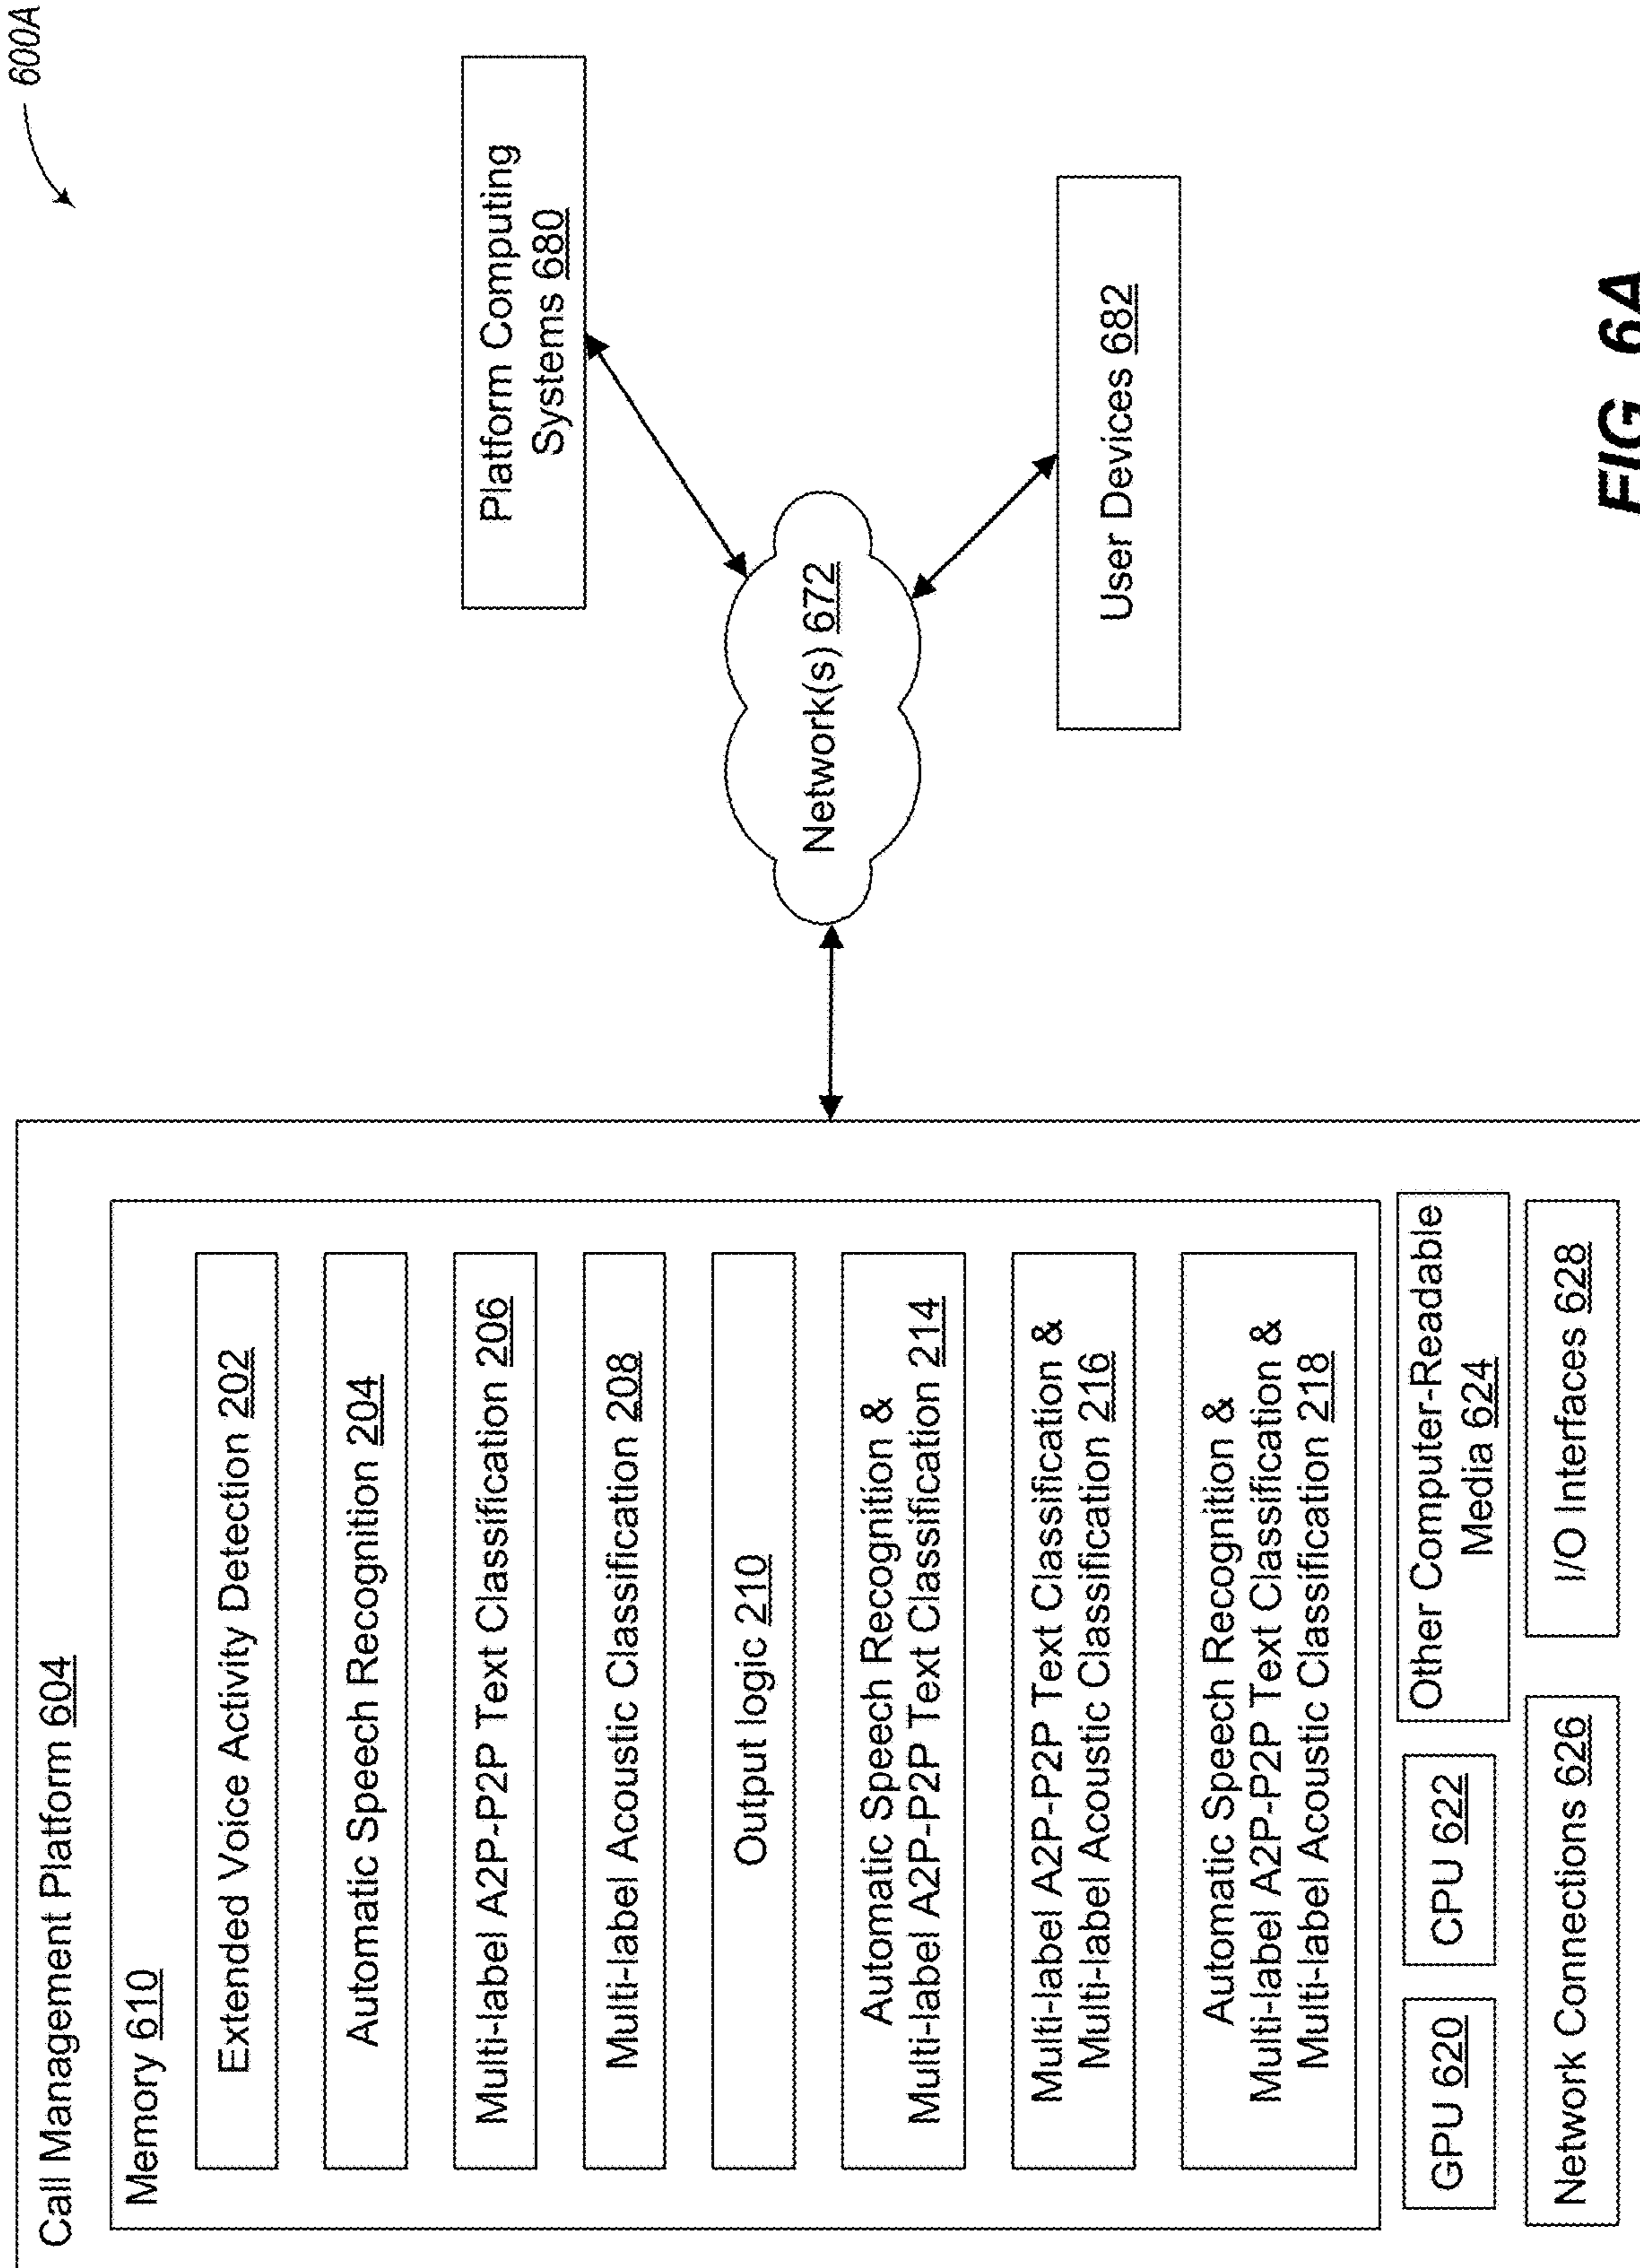 600A
Call Management Platform 604
Memory 610
Extended Voice Activity Detection 202
Automatic Speech Recognition 204
Multi-label A2P-P2P Text Classification 206
Multi-label Acoustic Classification 208
Output logic 210
Automatic Speech Recognition &
Multi-label A2P-P2P Text Classification 214
Multi-label A2P-P2P Text Classification &
Multi-label Acoustic Classification 216
Automatic Speech Recognition &
Multi-label A2P-P2P Text Classification &
Multi-label Acoustic Classification 218
GPU 620
CPU 622
Other Computer-Readable
Media 624
Network Connections 626
I/O Interfaces 628
Network(s) 672
Platform Computing
Systems 680
User Devices 682
FIG. 6A